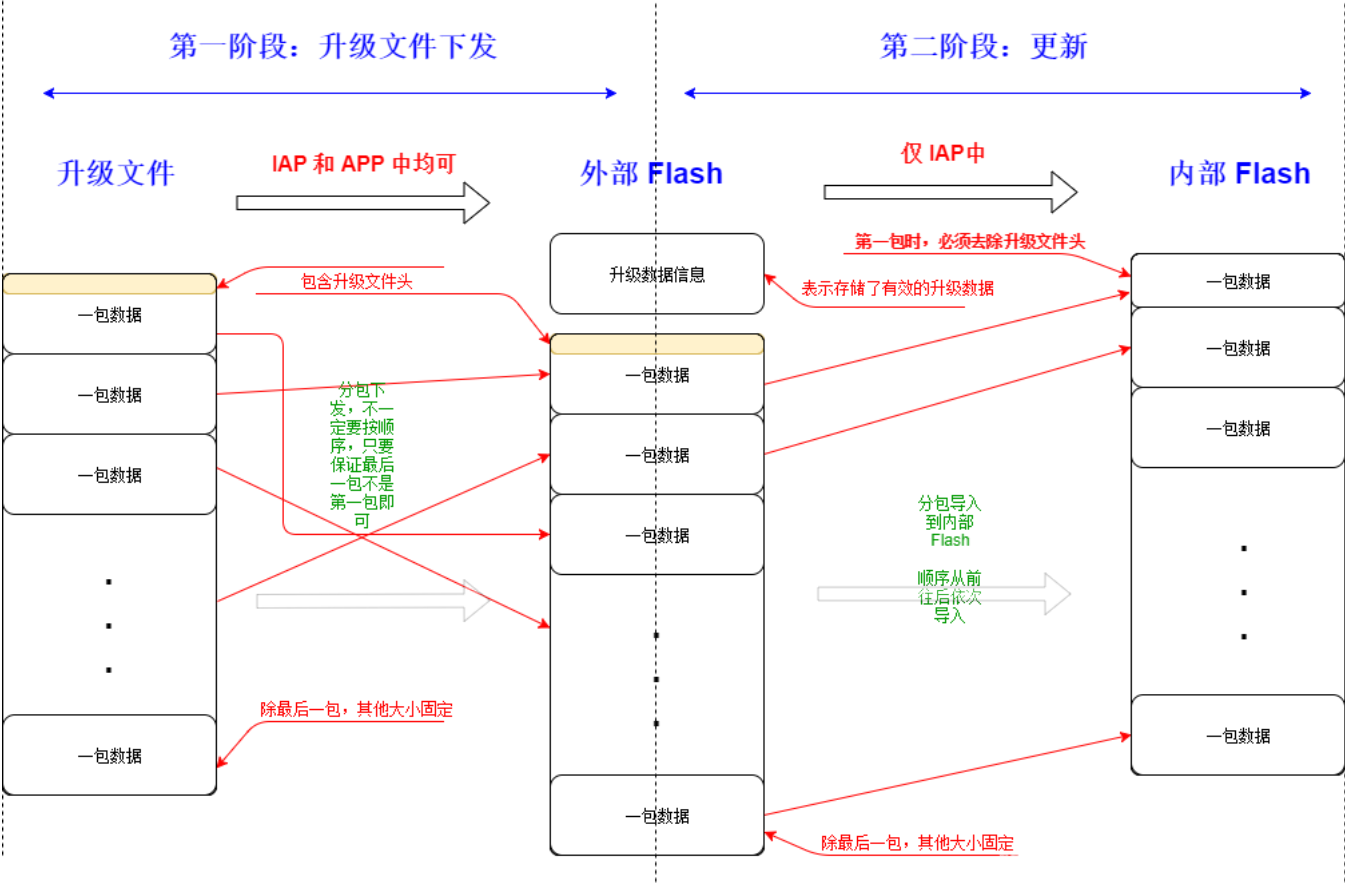 第一阶段：升级文件下发
第二阶段：更新
升级文件
IAP 和 APP 中均可
外部 Flash
仅 IAP中
内部 Flash
升级数据信息
第一包时，必须去除升级文件头
包含升级文件头
表示存储了有效的升级数据
一包数据
一包数据
一包数据
一包数据
一包数据
一包数据
一包数据
一包数据
一包数据
一包数据
一包数据
一包数据
分包下
发，不一
定要按顺
序，只要
保证最后
一包不是
第一包即
可
分包导入
到内部
Flash
顺序从前
往后依次
导入
除最后一包，其他大小固定
除最后一包，其他大小固定